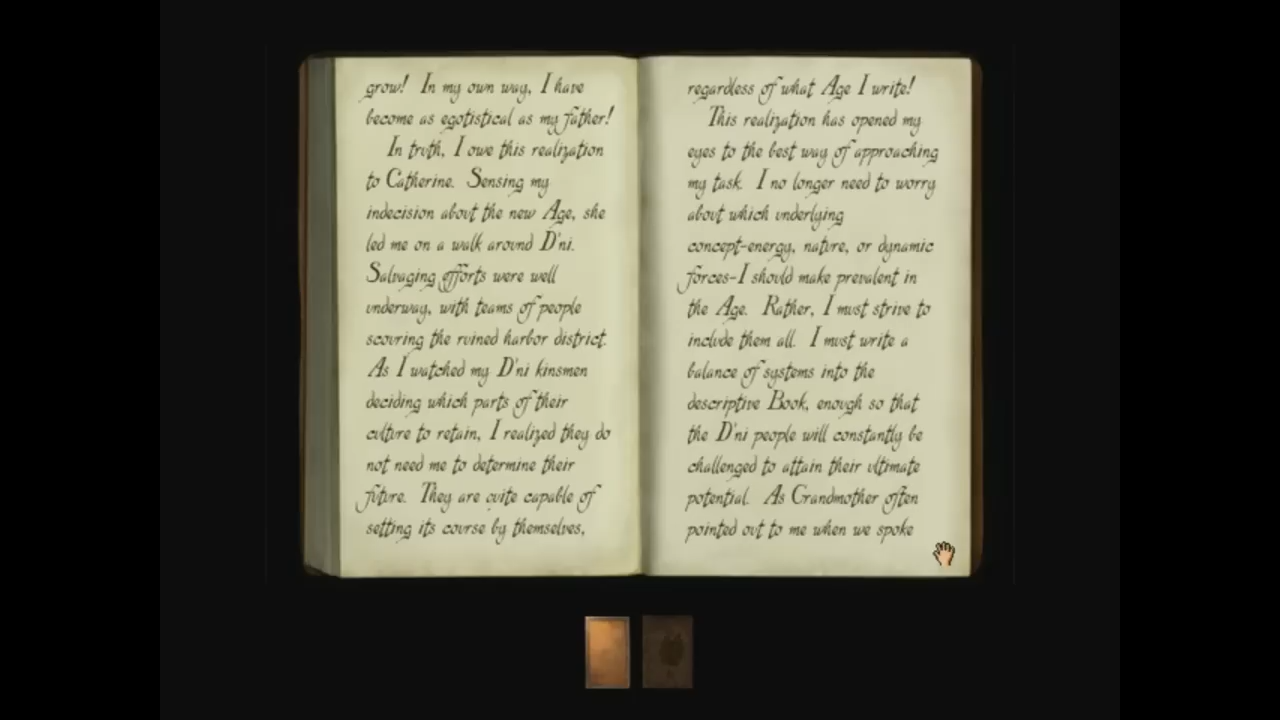 grow! In my own way, I have
become as egotistical as my father!
In truth, I owe this realization
to Catherine. Sensing my
indecision about the new Age, she
led me on a walk around D'ni.
Salvaging efforts were well
underway, with teams of people
scouring the ruined harbor district.
As I watched my D'ni kinsmen
deciding which parts of their
culture to retain, I realized they do
not need me to determine their
future. They are quite capable of
setting its course by themselves,
regardless of what Age I write!
This realization has opened my
eyes to the best way of approaching
my task. I no longer need to worry
about which underlying
concept-energy, nature, or dynamic
forces-I should make prevalent in
the Age. Rather, I must strive to
include them all. I must write a
balance of systems into the
descriptive Book, enough so that
the D'ni people will constantly be
challenged to attain their ultimate
potential. As Grandmother often
pointed out to me when we spoke